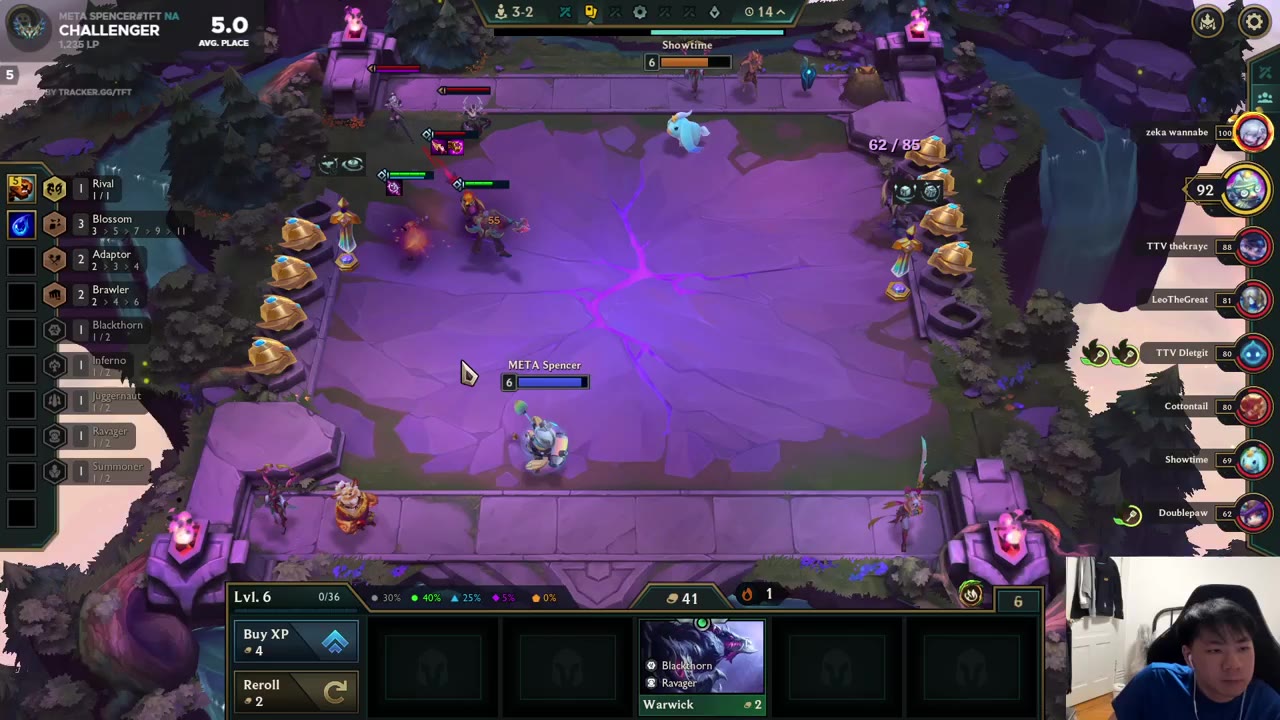 META SPENCER#TFT NA
CHALLENGER
1,235 LP
5.0
AVG. PLACE
5
BY TRACKER.GG/TFT
3-2
14
Showtime
6
62 / 85
55
META Spencer
6
5
1
Rival
1 / 1
3
Blossom
3 > 5 > 7 > 9 > 11
2
Adaptor
2 > 3 > 4
2
Brawler
2 > 4 > 6
1
Blackthorn
1 / 2
1
Inferno
1 / 2
1
Juggernaut
1 / 2
1
Ravager
1 / 2
1
Summoner
1 / 2
zeka wannabe 100
92
TTV thekrayc 88
LeoTheGreat 81
TTV Dletgit 80
Cottontail 80
Showtime 69
Doublepaw 62
Lvl. 6 0/36
30% 40% 25% 5% 0%
41
1
6
Buy XP
4
Reroll
2
Blackthorn
Ravager
Warwick 2